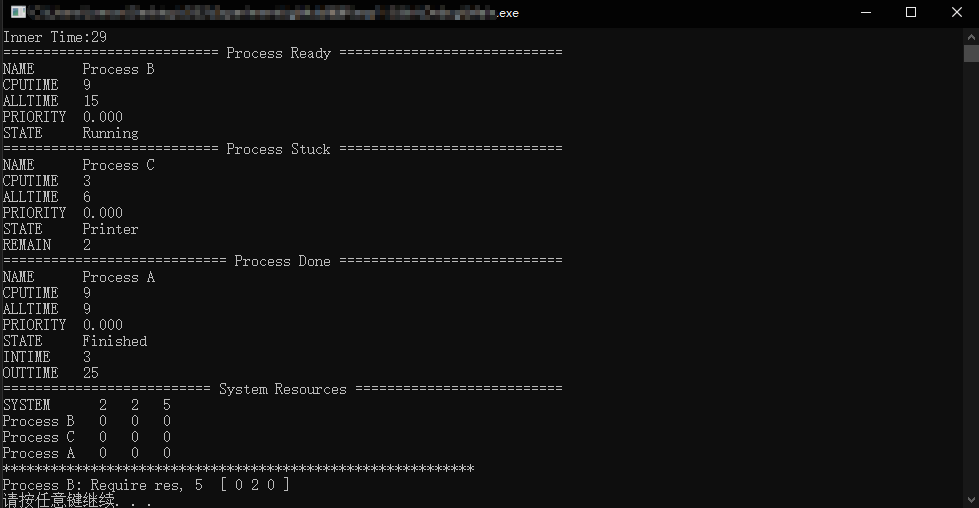 .exe
Inner Time:29
=========================== Process Ready ============================
NAME      Process B
CPUTIME   9
ALLTIME   15
PRIORITY  0.000
STATE     Running
=========================== Process Stuck ============================
NAME      Process C
CPUTIME   3
ALLTIME   6
PRIORITY  0.000
STATE     Printer
REMAIN    2
============================ Process Done ============================
NAME      Process A
CPUTIME   9
ALLTIME   9
PRIORITY  0.000
STATE     Finished
INTIME    3
OUTTIME   25
========================== System Resources ==========================
SYSTEM      2   2   5
Process B   0   0   0
Process C   0   0   0
Process A   0   0   0
***********************************************************
Process B: Require res, 5  [ 0 2 0 ]
请按任意键继续. . .